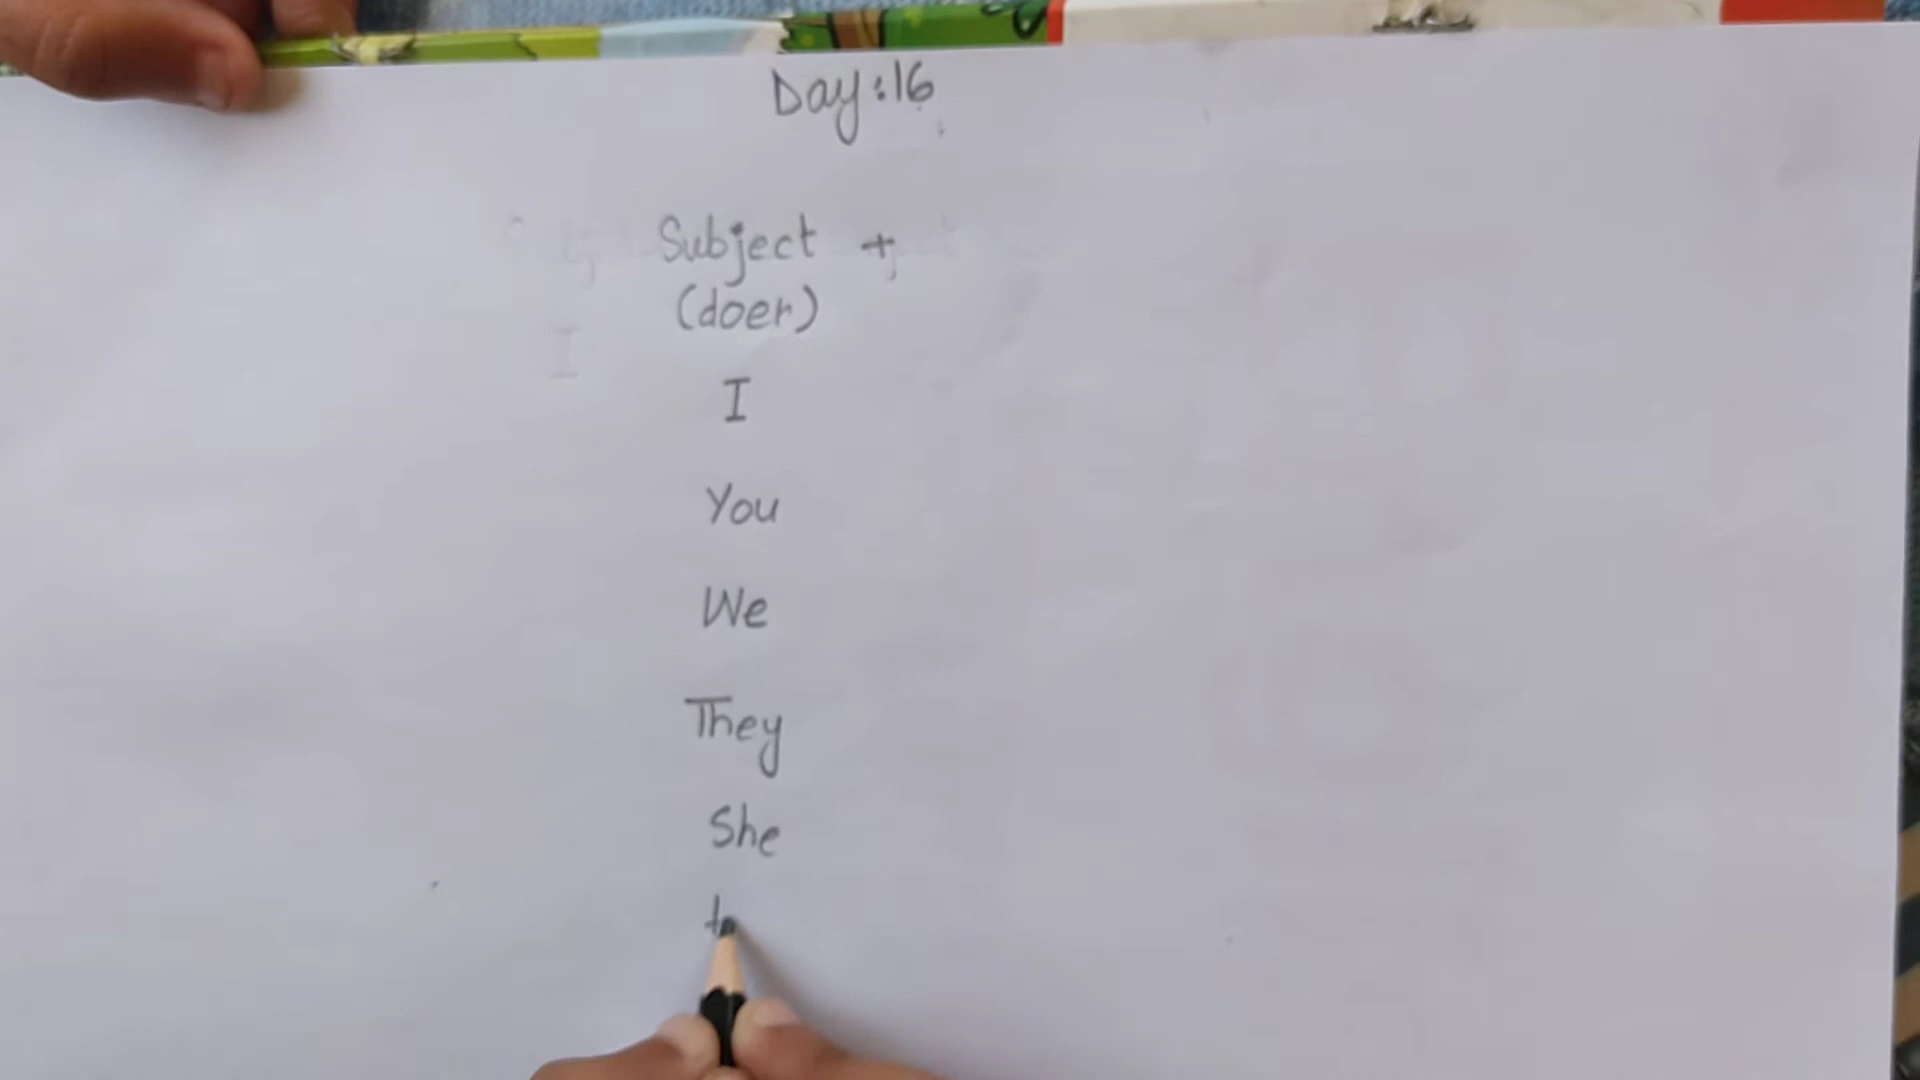 Day:16
Subject +
(doer)
I
You
We
They
She